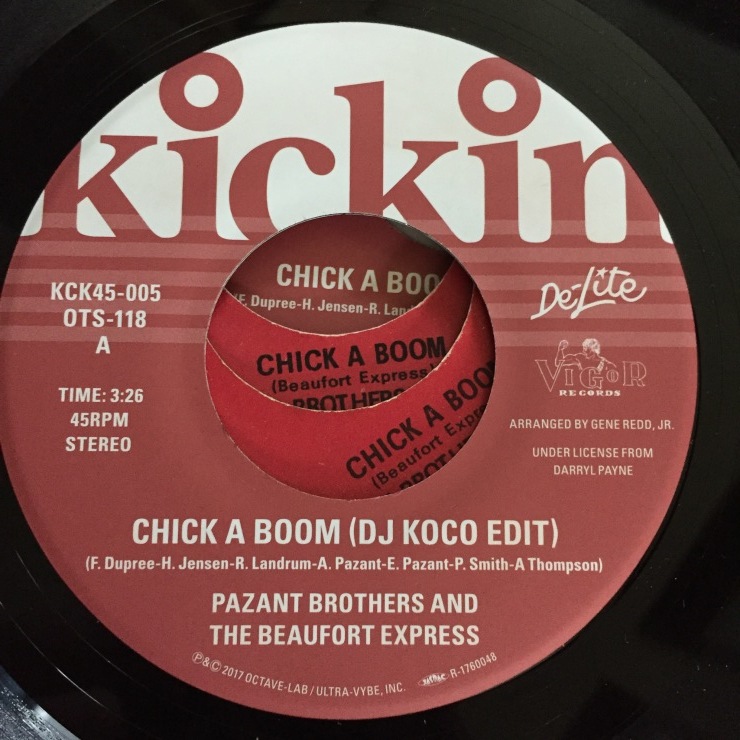 kickin
CHICK A BOO
F. Dupree-H. Jensen-R. Lan
CHICK A BOOM
(Beaufort Express)
CHICK A BOO
(Beaufort Expr
KCK45-005
OTS-118
A
TIME: 3:26
45RPM
STEREO
De-Lite
VIGOR
RECORDS
ARRANGED BY GENE REDD, JR.
UNDER LICENSE FROM
DARRYL PAYNE
CHICK A BOOM (DJ KOCO EDIT)
(F. Dupree-H. Jensen-R. Landrum-A. Pazant-E. Pazant-P. Smith-A Thompson)
PAZANT BROTHERS AND
THE BEAUFORT EXPRESS
℗&© 2017 OCTAVE-LAB / ULTRA-VYBE, INC. R-1760048